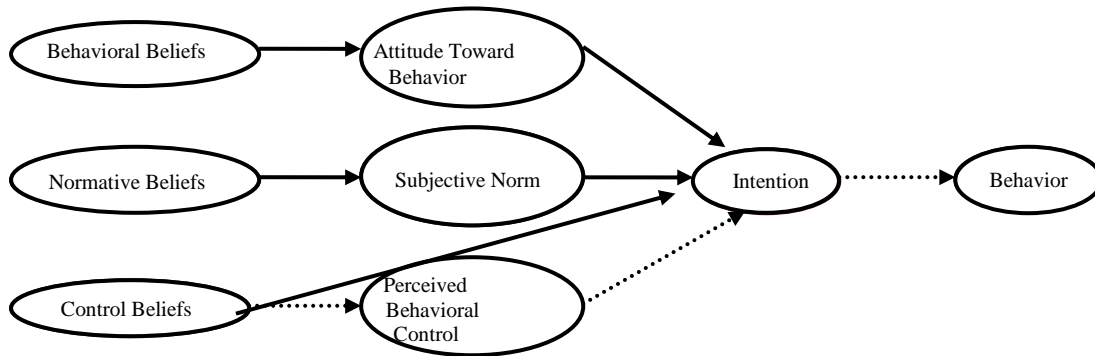 Behavioral Beliefs
Attitude Toward
Behavior
Normative Beliefs
Subjective Norm
Intention
Behavior
Control Beliefs
Perceived
Behavioral
Control